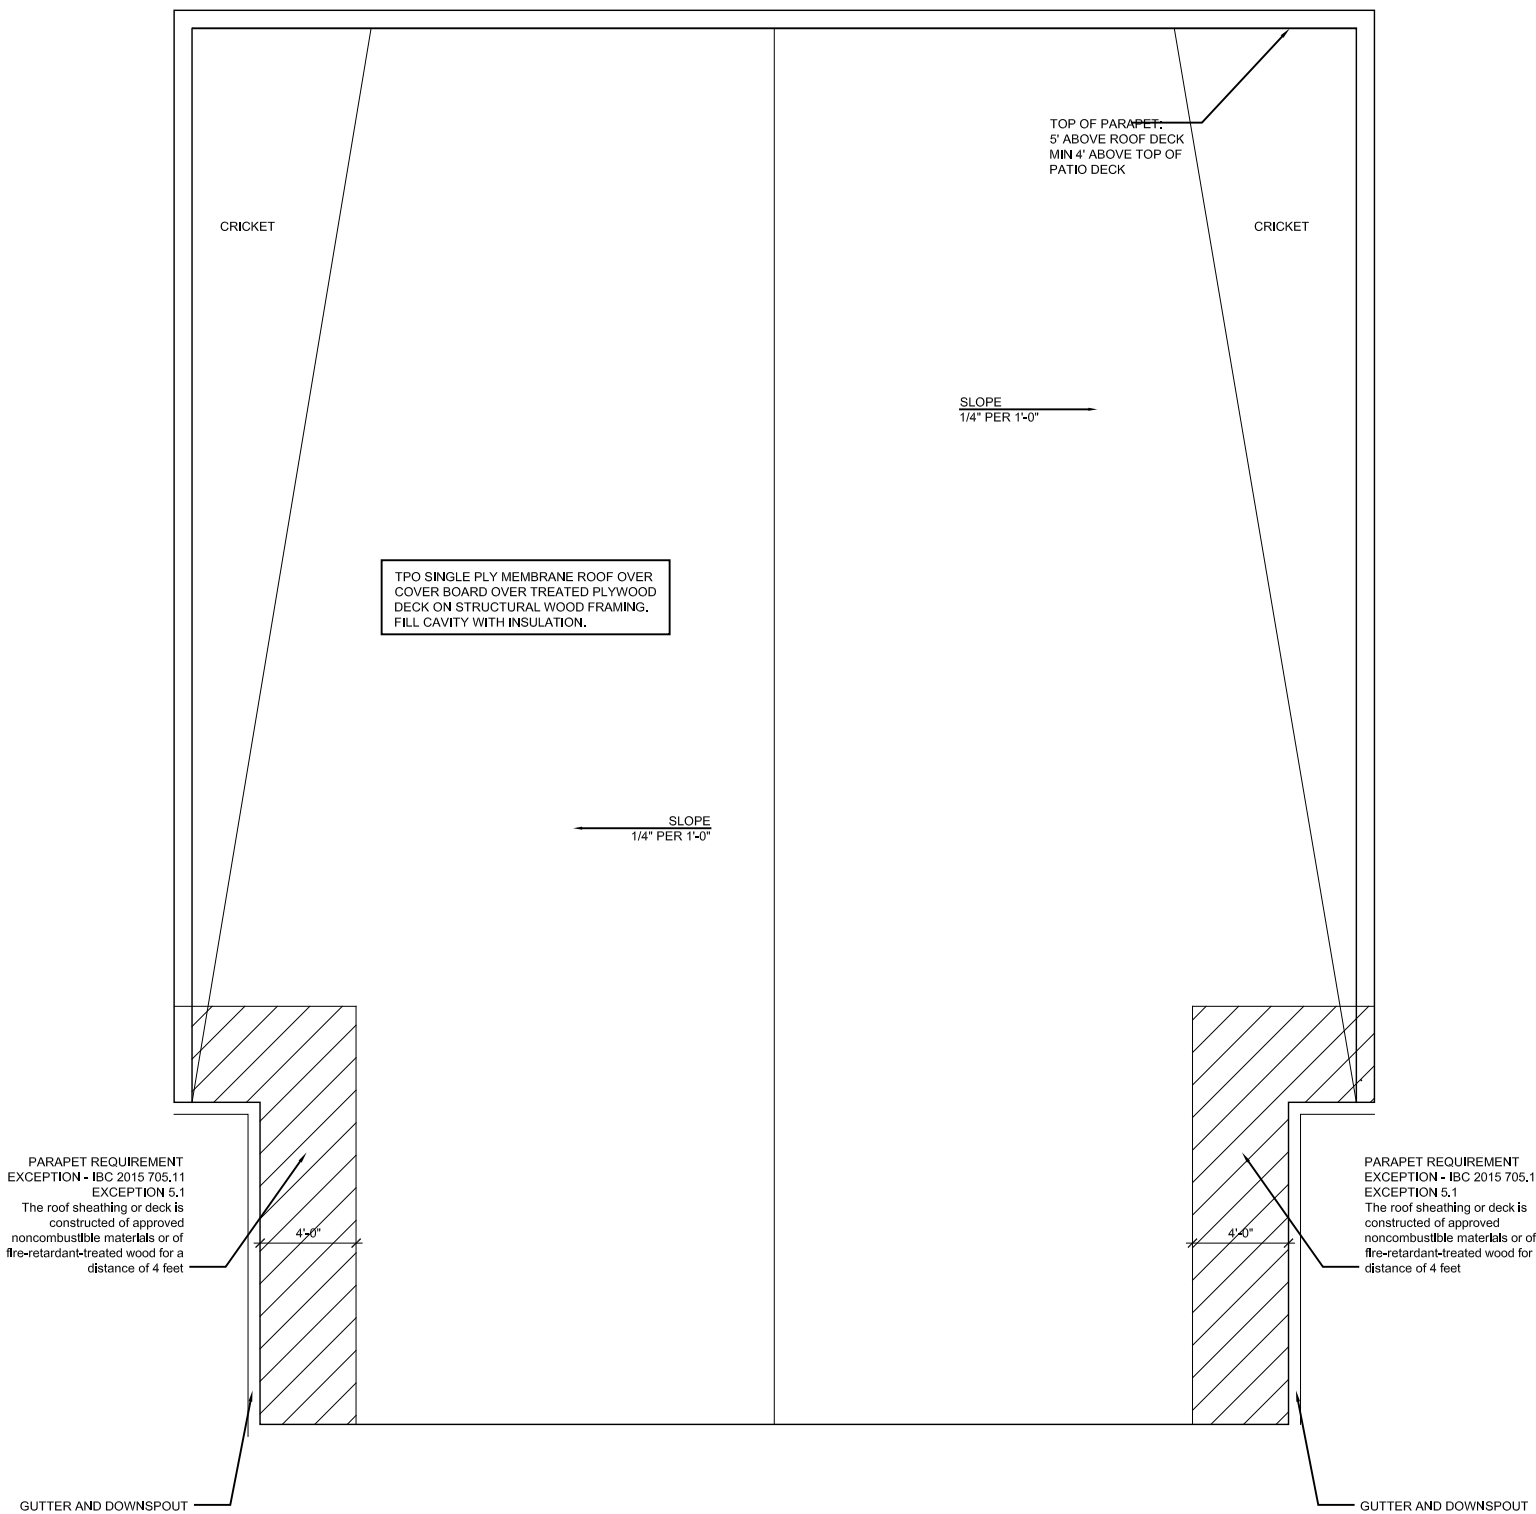 TOP OF PARAPET:
5' ABOVE ROOF DECK
MIN 4' ABOVE TOP OF
PATIO DECK
CRICKET
CRICKET
SLOPE
1/4" PER 1'-0"
TPO SINGLE PLY MEMBRANE ROOF OVER
COVER BOARD OVER TREATED PLYWOOD
DECK ON STRUCTURAL WOOD FRAMING.
FILL CAVITY WITH INSULATION.
SLOPE
1/4" PER 1'-0"
PARAPET REQUIREMENT
EXCEPTION - IBC 2015 705.11
EXCEPTION 5.1
The roof sheathing or deck is
constructed of approved
noncombustible materials or of
fire-retardant-treated wood for a
distance of 4 feet
4'-0"
4'-0"
PARAPET REQUIREMENT
EXCEPTION - IBC 2015 705.1
EXCEPTION 5.1
The roof sheathing or deck is
constructed of approved
noncombustible materials or of
fire-retardant-treated wood for
distance of 4 feet
GUTTER AND DOWNSPOUT
GUTTER AND DOWNSPOUT